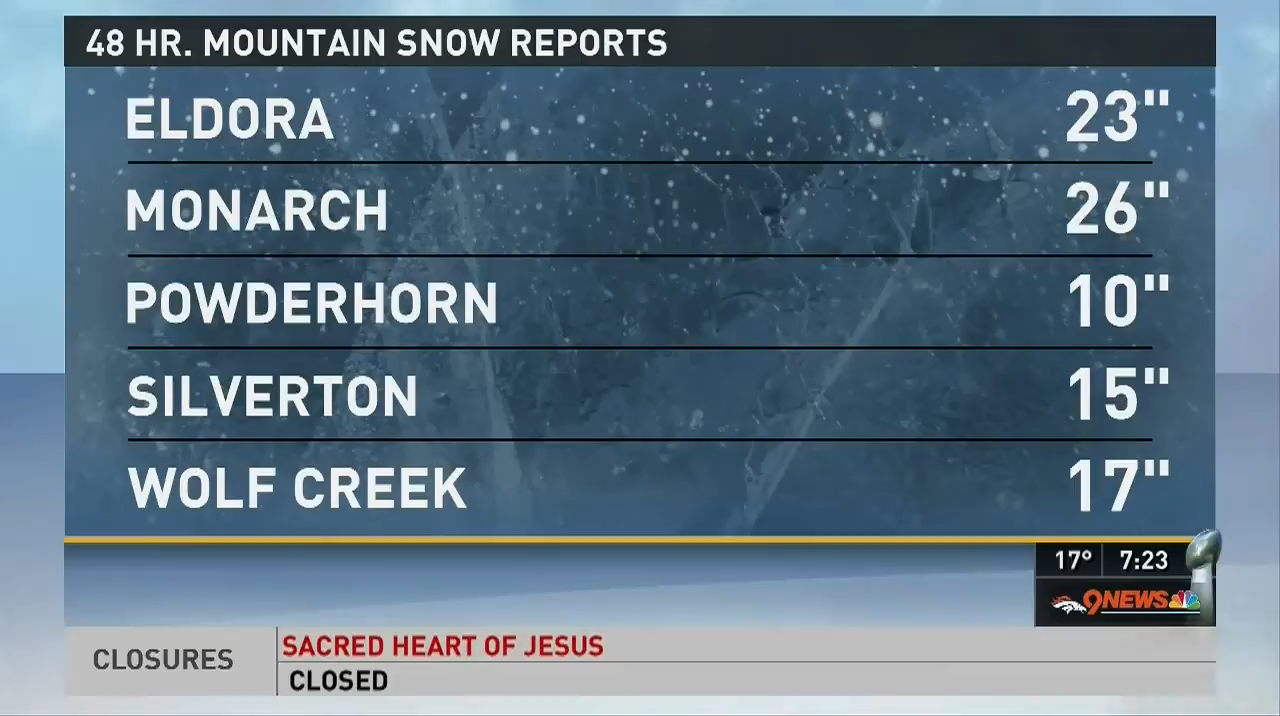 48 HR. MOUNTAIN SNOW REPORTS
ELDORA 23"
MONARCH 26"
POWDERHORN 10"
SILVERTON 15"
WOLF CREEK 17"
17° 7:23
9NEWS
CLOSURES
SACRED HEART OF JESUS
CLOSED